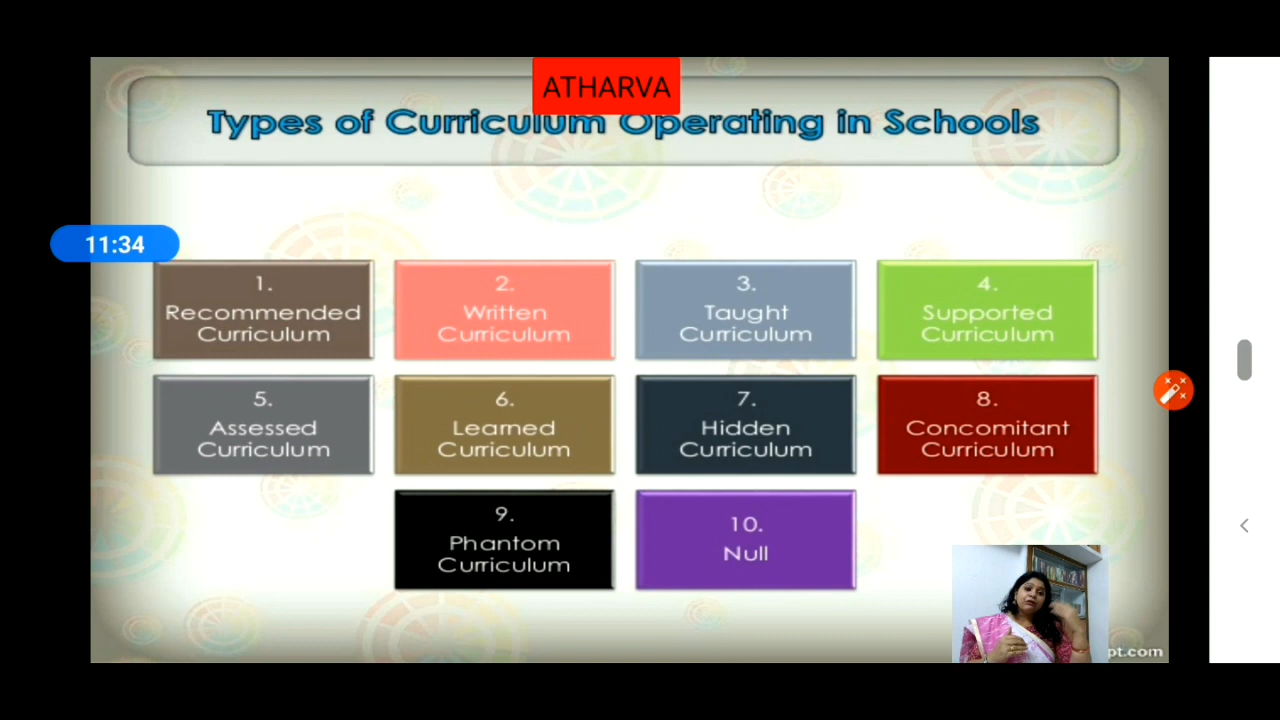 ATHARVA
Types of Curriculum Operating in Schools
11:34
1.
Recommended
Curriculum
2.
Written
Curriculum
3.
Taught
Curriculum
4.
Supported
Curriculum
5.
Assessed
Curriculum
6.
Learned
Curriculum
7.
Hidden
Curriculum
8.
Concomitant
Curriculum
9.
Phantom
Curriculum
10.
Null
pt.com